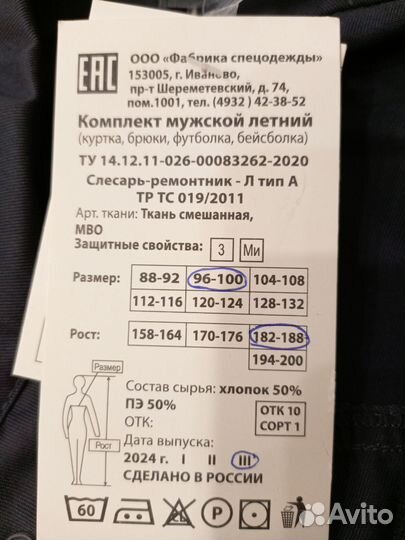 EAC
ООО «Фабрика спецодежды»
153005, г. Иваново,
пр-т Шереметевский, д. 74,
пом.1001, тел. (4932) 42-38-52
Комплект мужской летний
(куртка, брюки, футболка, бейсболка)
ТУ 14.12.11-026-00083262-2020
Слесарь-ремонтник - Л тип А
ТР ТС 019/2011
Арт. ткани: Ткань смешанная,
МВО
Защитные свойства: З Ми
Размер: 88-92 96-100 104-108
112-116 120-124 128-132
Рост: 158-164 170-176 182-188
194-200
Размер
Рост
Состав сырья: хлопок 50%
ПЭ 50%
ОТК:
ОТК 10
СОРТ 1
Дата выпуска:
2024 г. I II III
СДЕЛАНО В РОССИИ
60 P
Avito